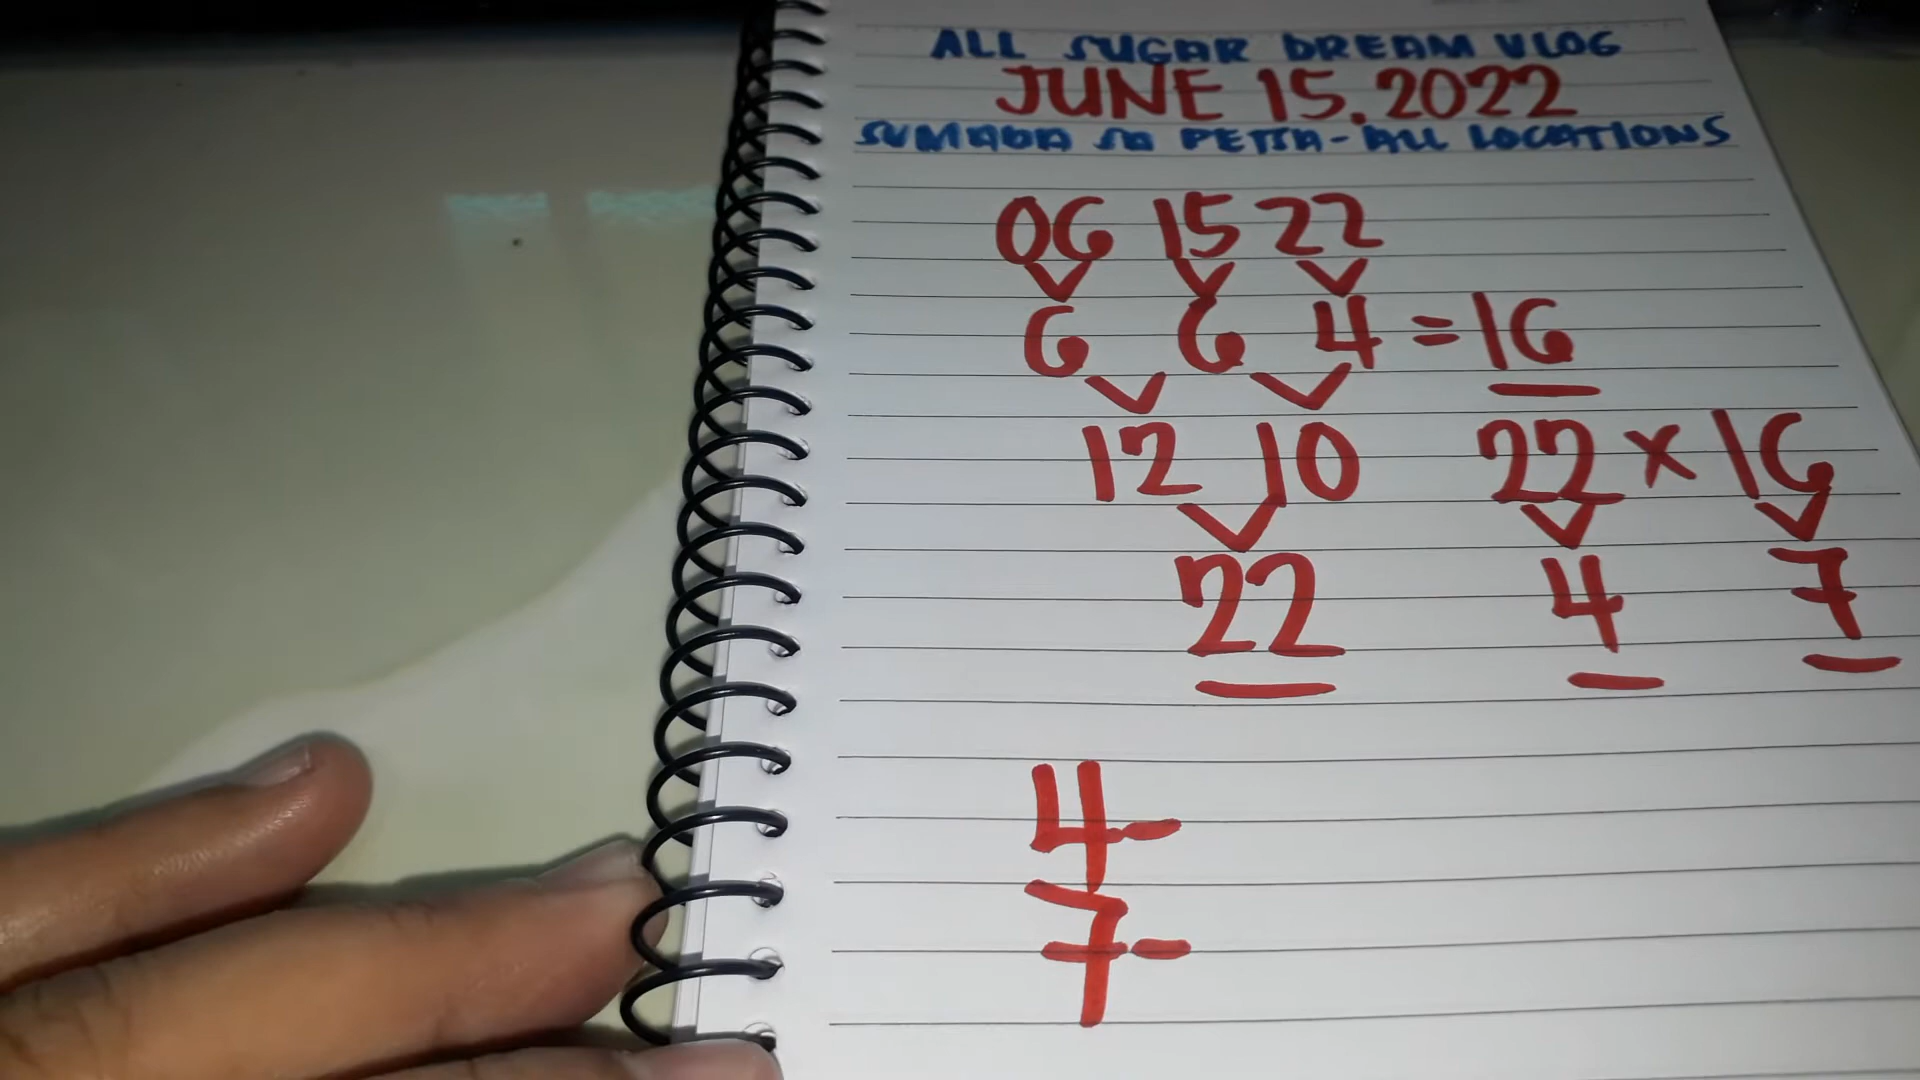 ALL SUGAR DREAM VLOG
JUNE 15, 2022
SUMADA SA PETSA - ALL LOCATIONS
06 15 22
6 6 4 = 16
12 10 22 x 16
22 4 7
4 -
7 -